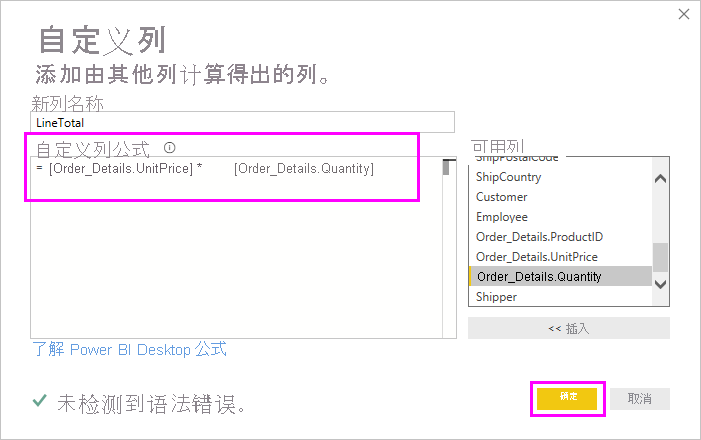 自定义列
添加由其他列计算得出的列。
新列名称
LineTotal
自定义列公式
= [Order_Details.UnitPrice] * [Order_Details.Quantity]
可用列
ShipPostalCode
ShipCountry
Customer
Employee
Order_Details.ProductID
Order_Details.UnitPrice
Order_Details.Quantity
Shipper
<< 插入
了解 Power BI Desktop 公式
未检测到语法错误。
确定
取消